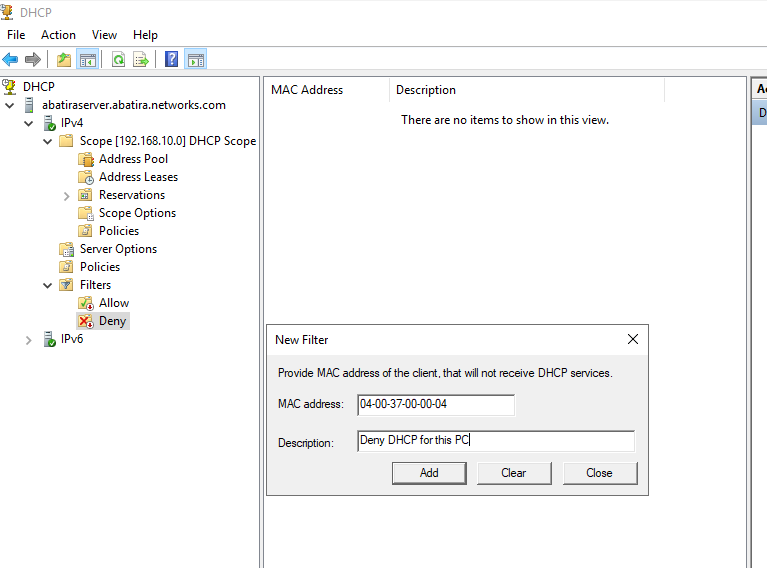 DHCP
File Action View Help
DHCP
abatiraserver.abatira.networks.com
IPv4
Scope [192.168.10.0] DHCP Scope
Address Pool
Address Leases
Reservations
Scope Options
Policies
Server Options
Policies
Filters
Allow
Deny
IPv6
MAC Address Description
There are no items to show in this view.
New Filter
Provide MAC address of the client, that will not receive DHCP services.
MAC address: 04-00-37-00-00-04
Description: Deny DHCP for this PC
Add Clear Close